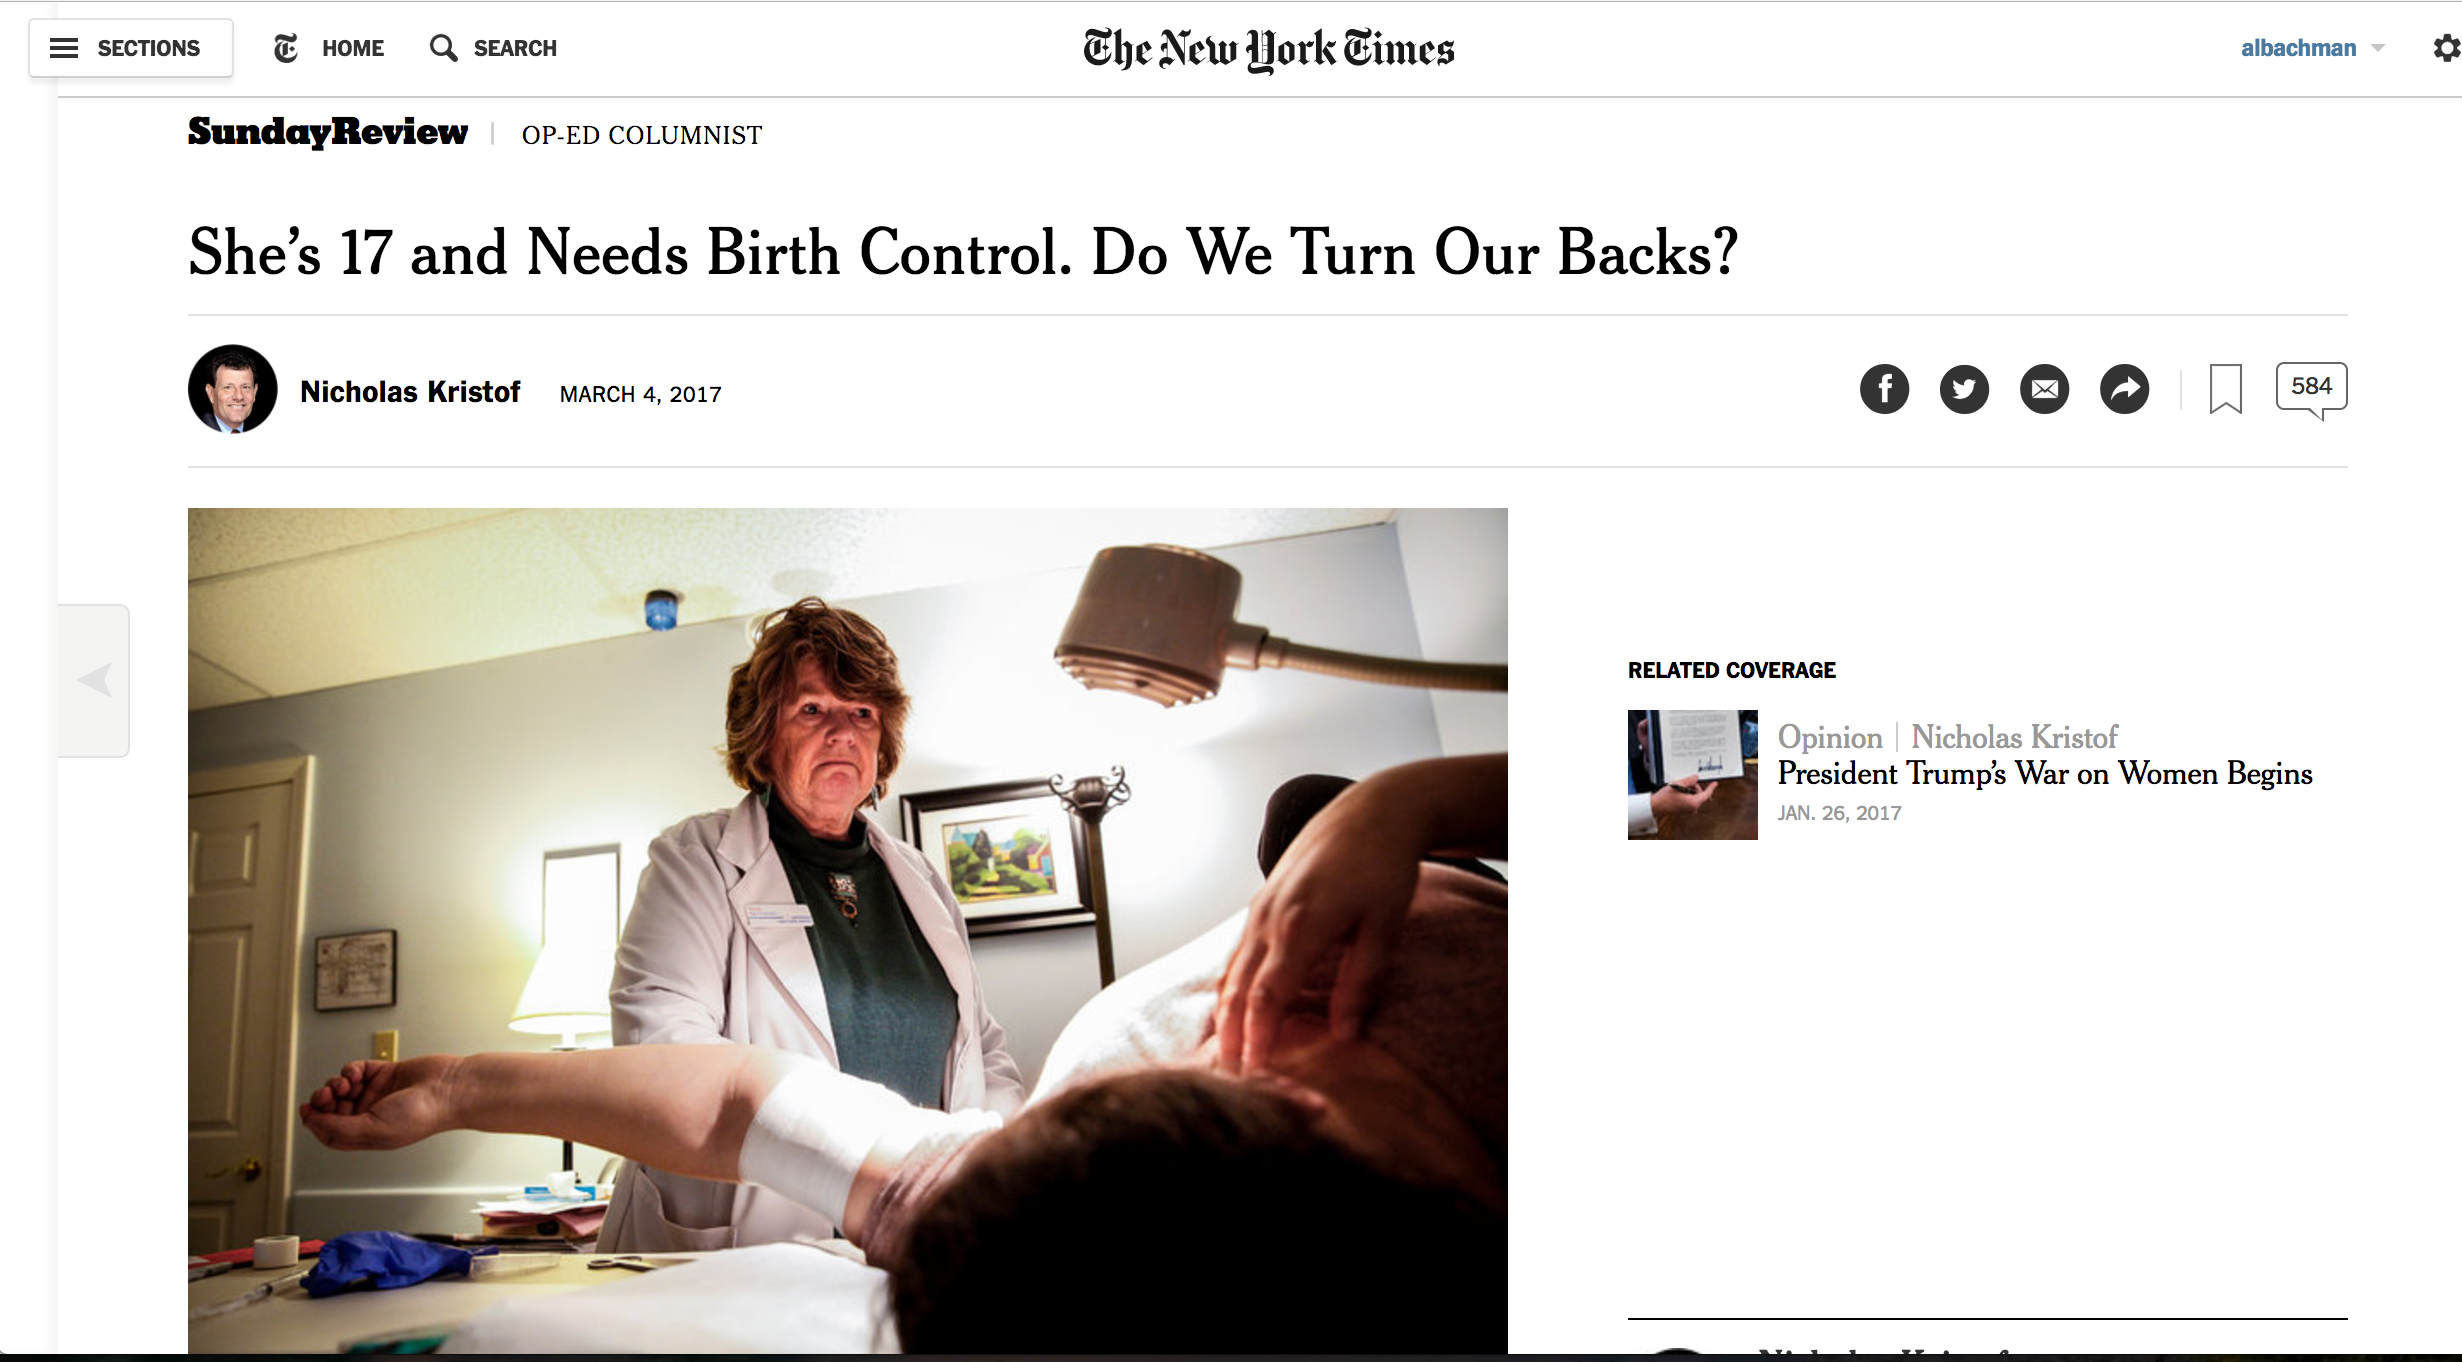 SECTIONS
HOME
SEARCH
The New York Times
albachman
SundayReview
OP-ED COLUMNIST
She’s 17 and Needs Birth Control. Do We Turn Our Backs?
Nicholas Kristof
MARCH 4, 2017
584
RELATED COVERAGE
Opinion | Nicholas Kristof
President Trump’s War on Women Begins
JAN. 26, 2017